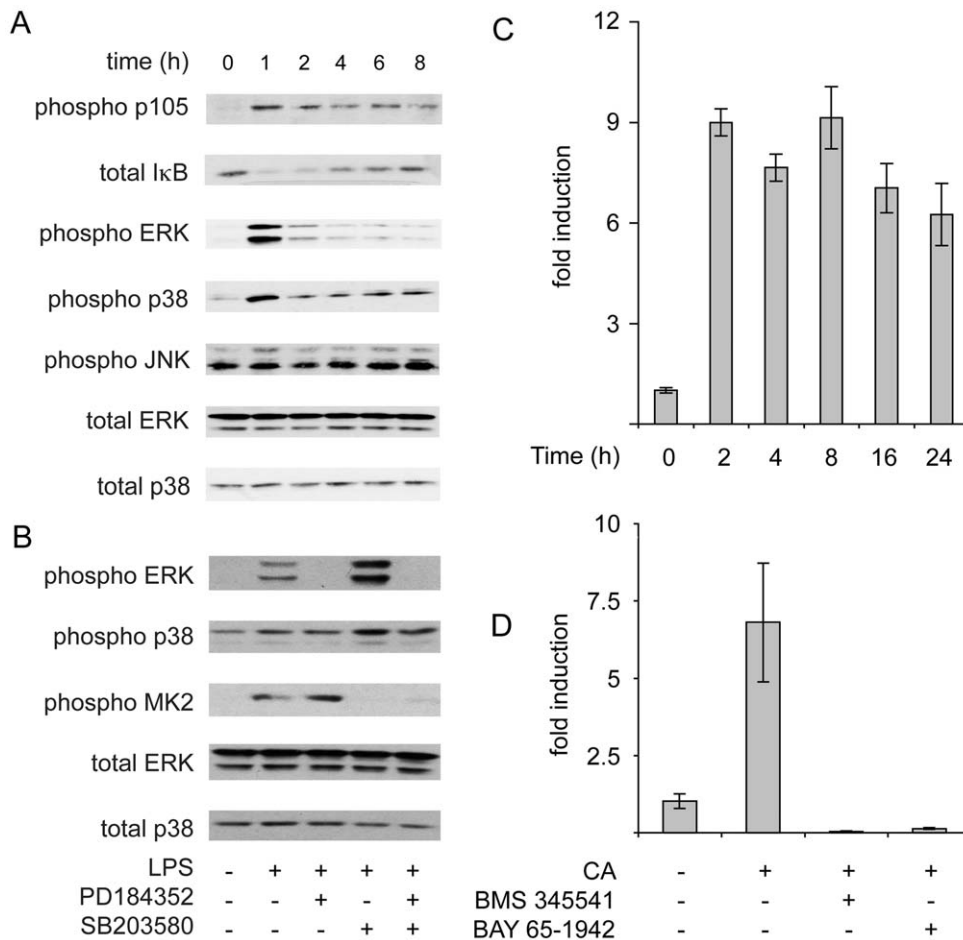 A
time (h) 0 1 2 4 6 8
phospho p105
total IκB
phospho ERK
phospho p38
phospho JNK
total ERK
total p38
B
phospho ERK
phospho p38
phospho MK2
total ERK
total p38
LPS - + + + +
PD184352 - - + - +
SB203580 - - - + +
C
fold induction
12
9
6
3
0 2 4 8 16 24
Time (h)
D
fold induction
10
7.5
5
2.5
CA - + + +
BMS 345541 - - + -
BAY 65-1942 - - - +